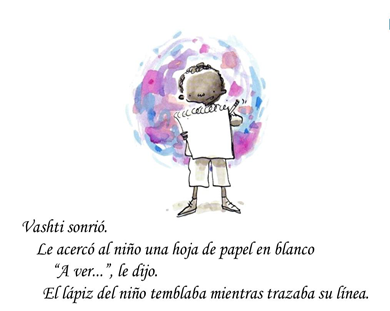 Vashti sonrió.
Le acercó al niño una hoja de papel en blanco
“A ver...”, le dijo.
El lápiz del niño temblaba mientras trazaba su línea.